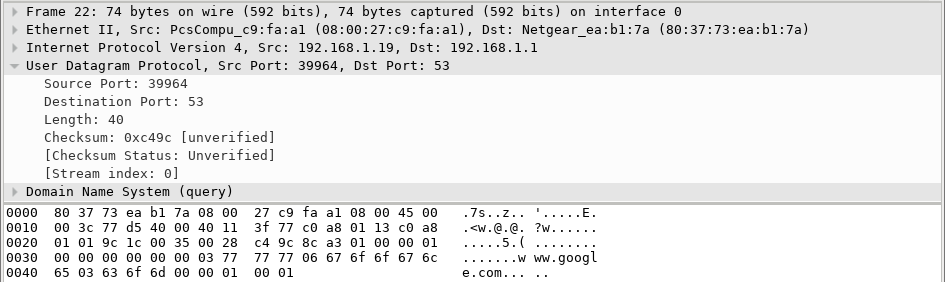 Frame 22: 74 bytes on wire (592 bits), 74 bytes captured (592 bits) on interface 0
Ethernet II, Src: PcsCompu_c9:fa:a1 (08:00:27:c9:fa:a1), Dst: Netgear_ea:b1:7a (80:37:73:ea:b1:7a)
Internet Protocol Version 4, Src: 192.168.1.19, Dst: 192.168.1.1
User Datagram Protocol, Src Port: 39964, Dst Port: 53
Source Port: 39964
Destination Port: 53
Length: 40
Checksum: 0xc49c [unverified]
[Checksum Status: Unverified]
[Stream index: 0]
Domain Name System (query)
0000  80 37 73 ea b1 7a 08 00  27 c9 fa a1 08 00 45 00   .7s..z.. '.....E.
0010  00 3c 77 d5 40 00 40 11  3f 77 c0 a8 01 13 c0 a8   .<w.@.@. ?w......
0020  01 01 9c 1c 00 35 00 28  c4 9c 8c a3 01 00 00 01   .....5.( ........
0030  00 00 00 00 00 00 03 77  77 77 06 67 6f 6f 67 6c   .......w ww.googl
0040  65 03 63 6f 6d 00 00 01  00 01                     e.com... ..